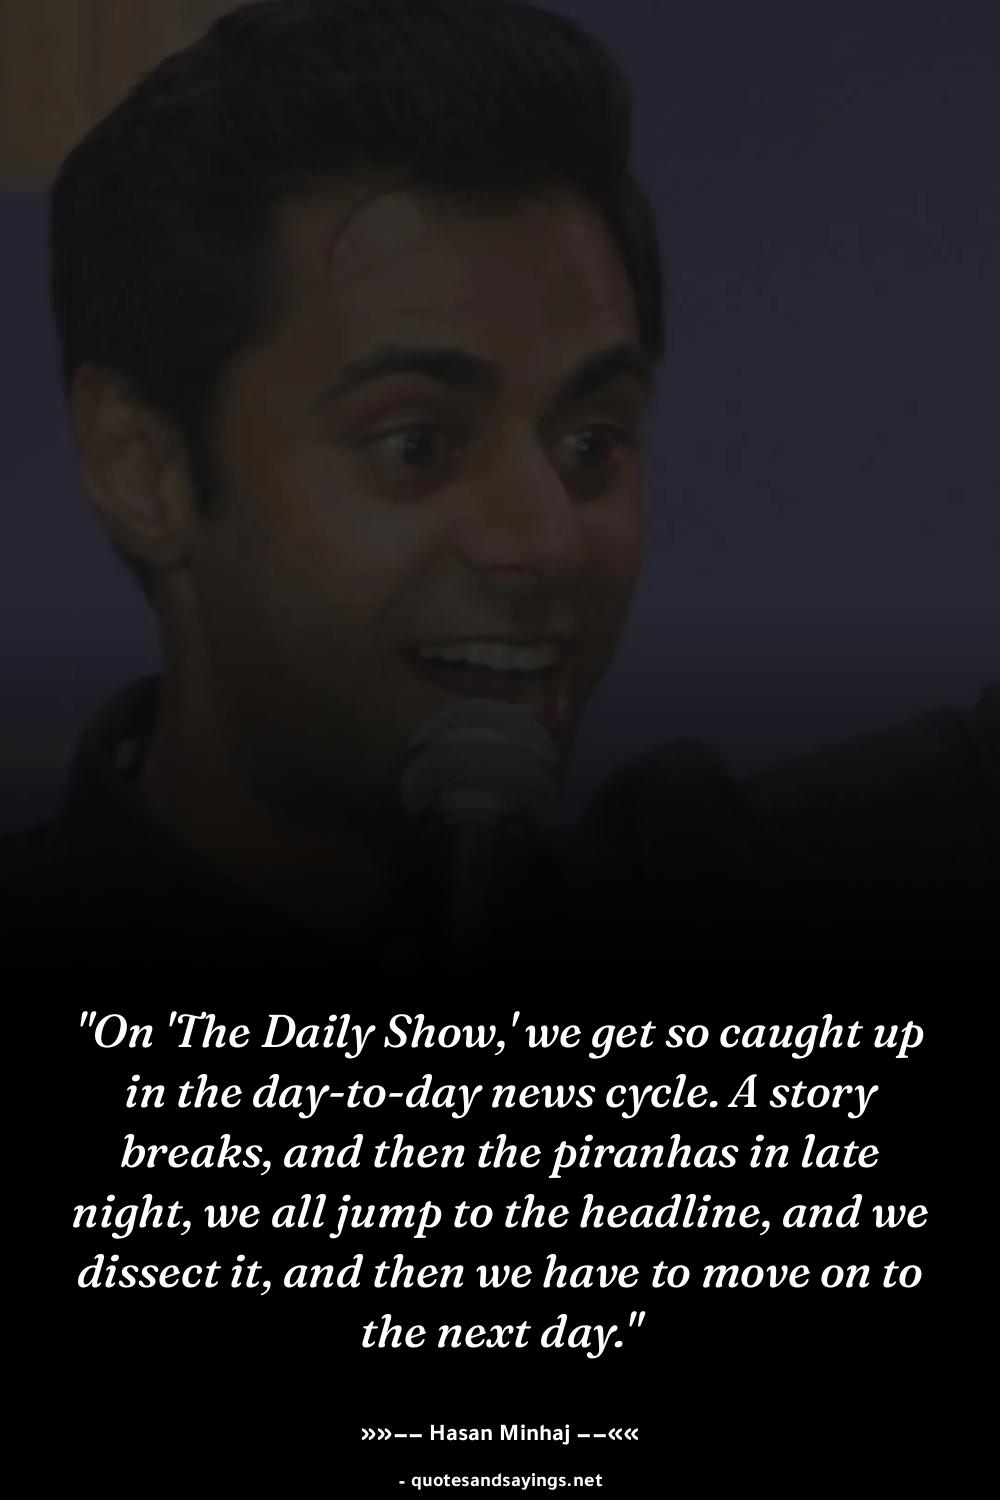 "On 'The Daily Show,' we get so caught up
in the day-to-day news cycle. A story
breaks, and then the piranhas in late
night, we all jump to the headline, and we
dissect it, and then we have to move on to
the next day."
»»–– Hasan Minhaj ––««
- quotesandsayings.net